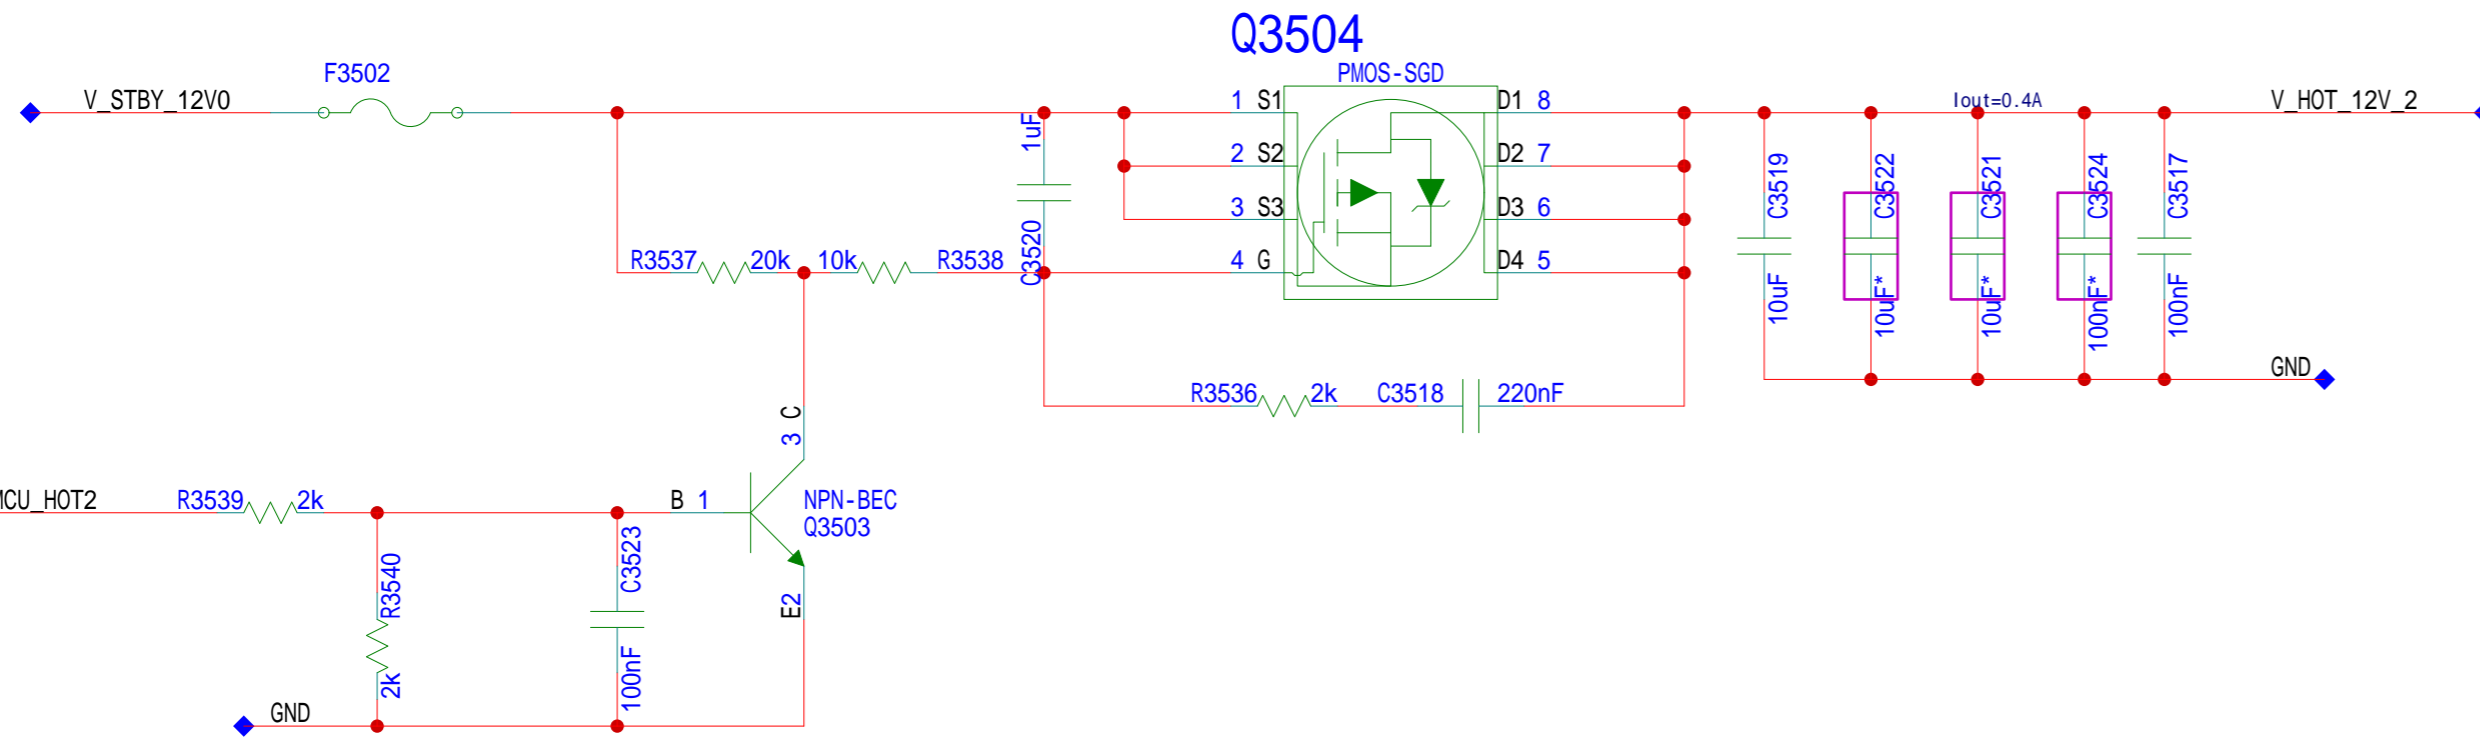 Q3504
F3502
PMOS-SGD
V_STBY_12V0
1 S1
D1 8
Iout=0.4A
V_HOT_12V_2
1uF
C3520
2 S2
D2 7
3 S3
D3 6
4 G
D4 5
R3537
20k
10k
R3538
C3519
10uF
C3522
10uF*
C3521
10uF*
C3524
100nF*
C3517
100nF
GND
R3536
2k
C3518
220nF
3 C
MCU_HOT2
R3539
2k
B 1
NPN-BEC
Q3503
R3540
2k
C3523
100nF
E2
GND